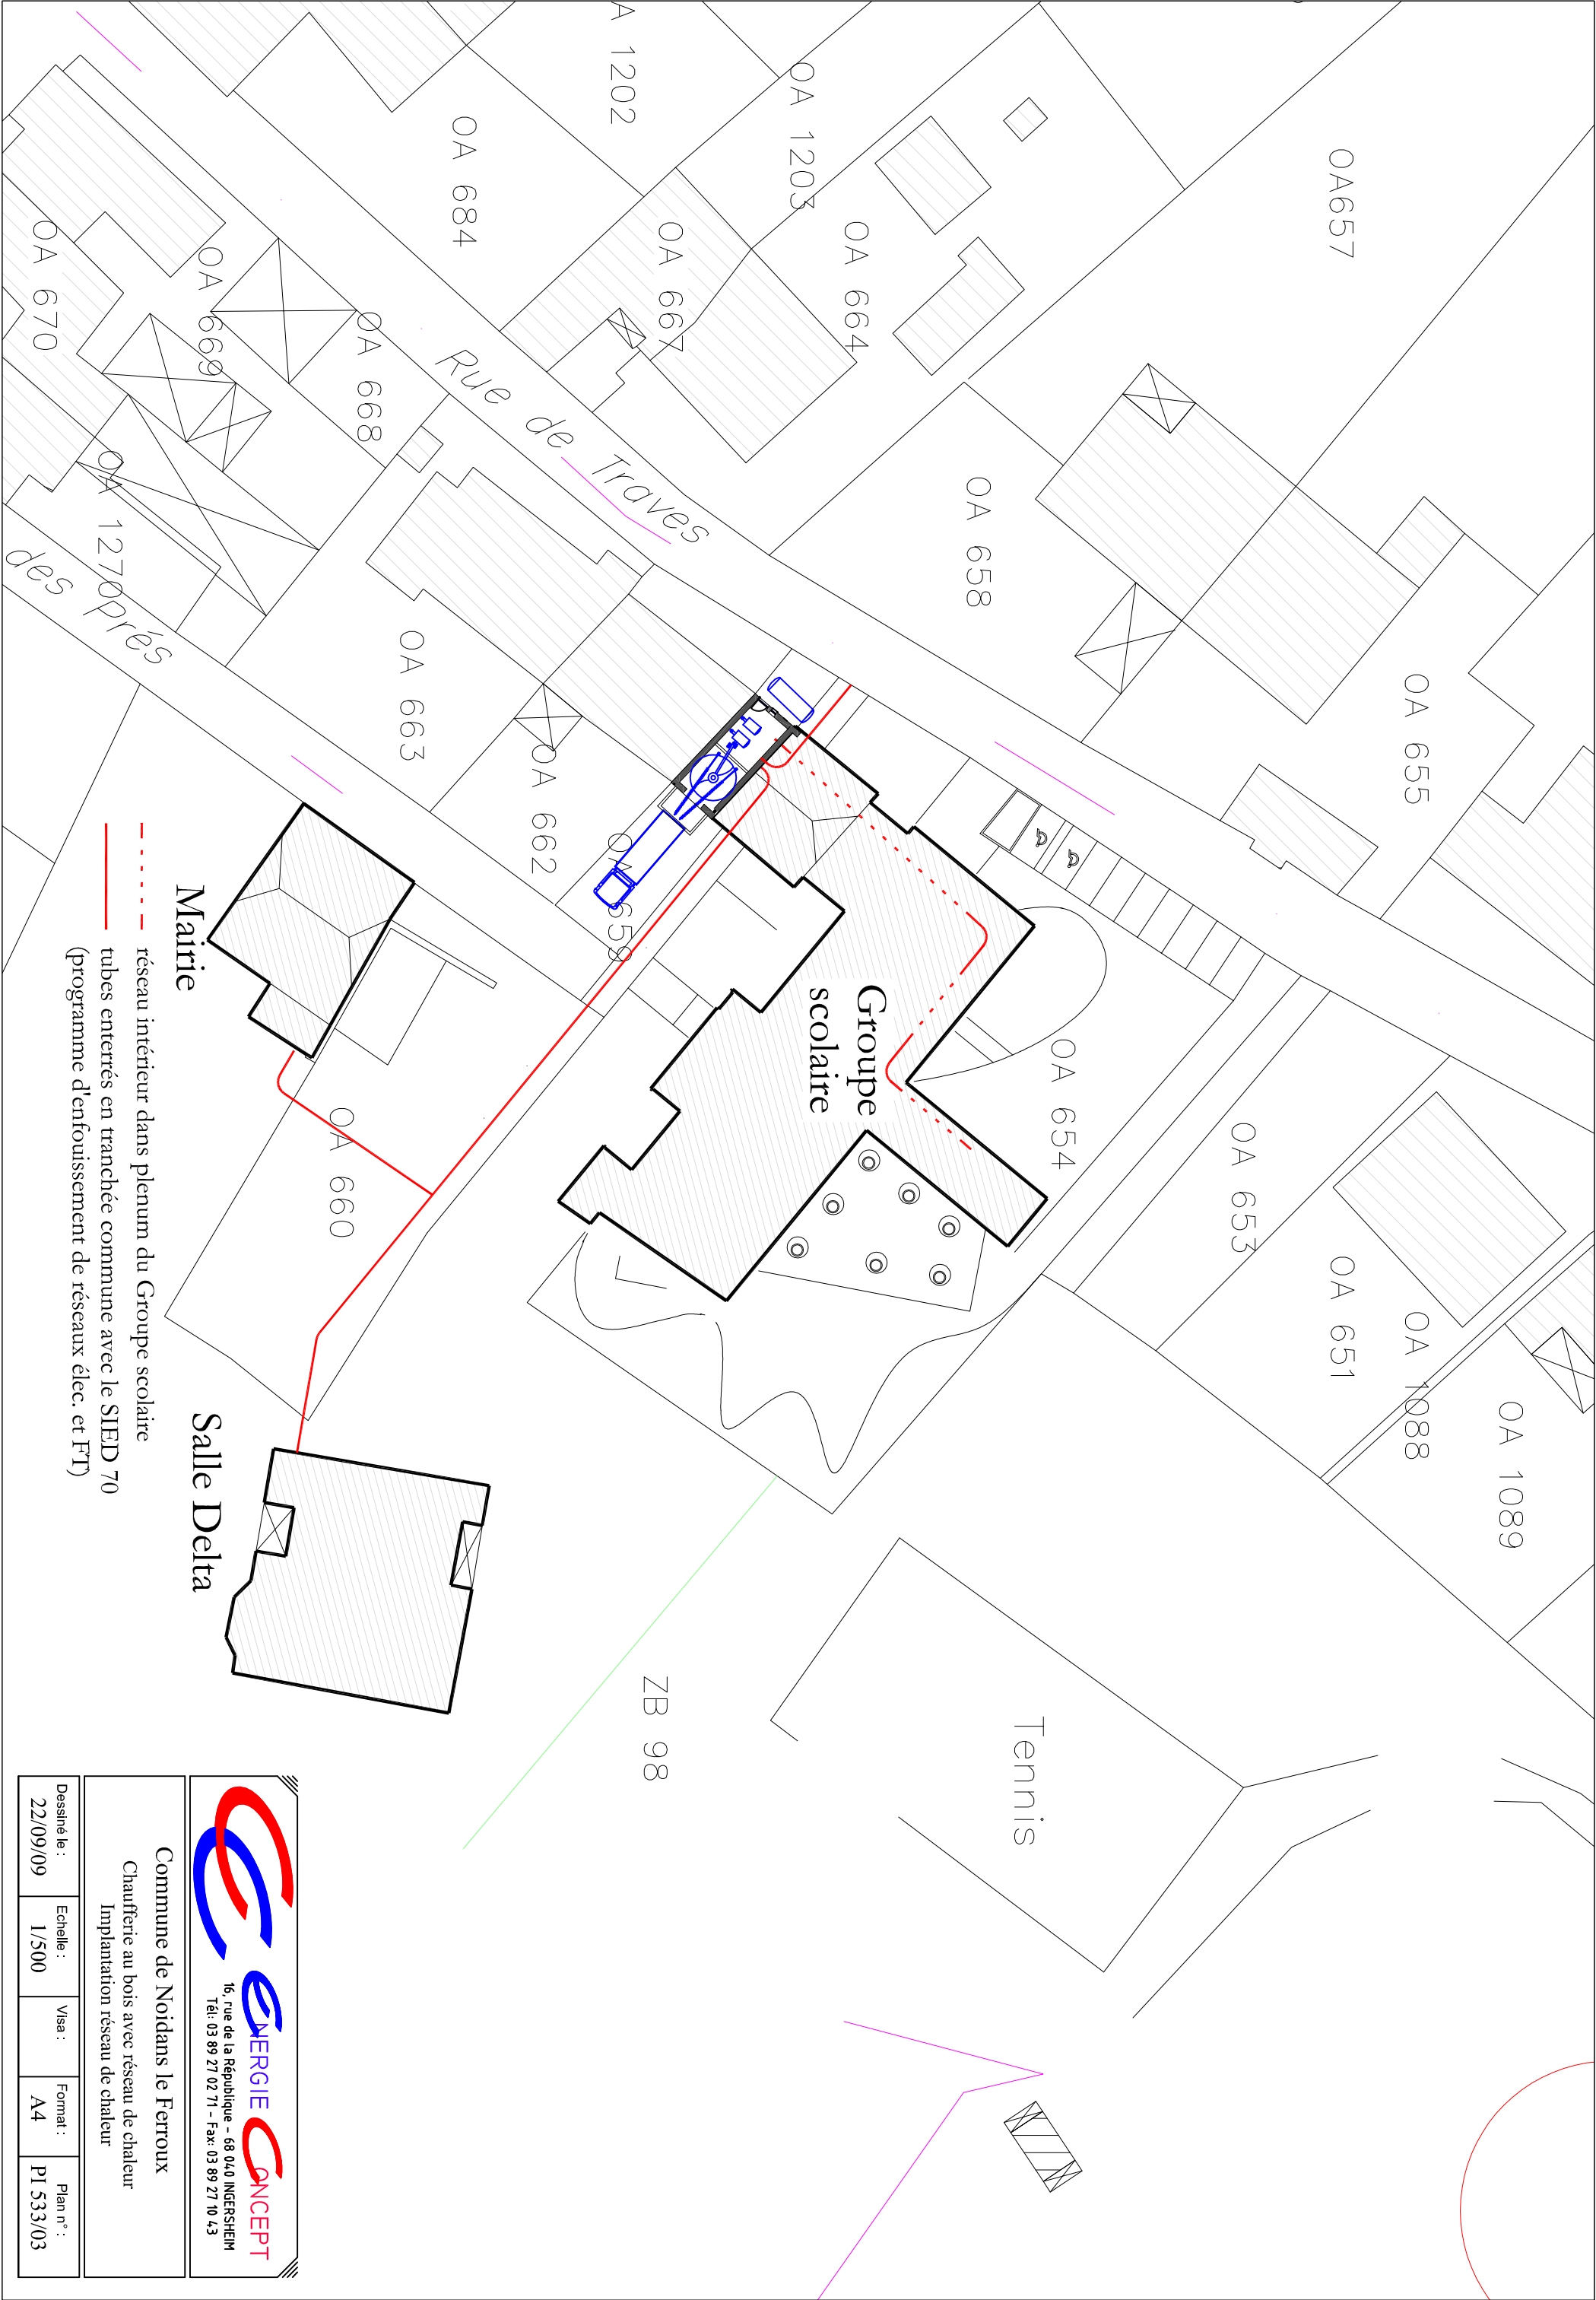 A 1202
OA 1203
OA657
OA 684
OA 667
OA 664
OA 670
OA 669
OA 668
Rue de Traves
OA 658
OA 655
OA 1270
des Prés
OA 663
OA 662
OA 659
Groupe
scolaire
OA 654
OA 653
OA 651
OA 1088
OA 1089
OA 660
Mairie
Salle Delta
ZB 98
Tennis
réseau intérieur dans plenum du Groupe scolaire
tubes enterrés en tranchée commune avec le SIED 70
(programme d'enfouissement de réseaux élec. et FT)
ENERGIE CONCEPT
16, rue de la République - 68 040 INGERSHEIM
Tél: 03 89 27 02 71 - Fax: 03 89 27 10 43
Commune de Noidans le Ferroux
Chaufferie au bois avec réseau de chaleur
Implantation réseau de chaleur
Dessiné le : Echelle : Visa : Format : Plan n° :
22/09/09 1/500 A4 PI 533/03